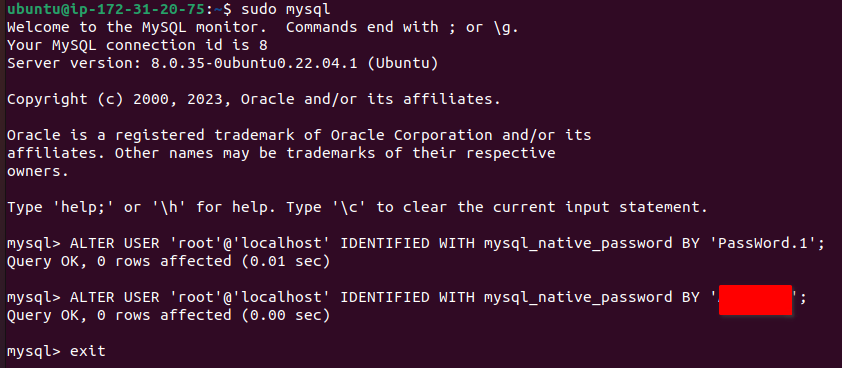 ubuntu@ip-172-31-20-75:~$ sudo mysql
Welcome to the MySQL monitor.  Commands end with ; or \g.
Your MySQL connection id is 8
Server version: 8.0.35-0ubuntu0.22.04.1 (Ubuntu)
Copyright (c) 2000, 2023, Oracle and/or its affiliates.
Oracle is a registered trademark of Oracle Corporation and/or its
affiliates. Other names may be trademarks of their respective
owners.
Type 'help;' or '\h' for help. Type '\c' to clear the current input statement.
mysql> ALTER USER 'root'@'localhost' IDENTIFIED WITH mysql_native_password BY 'PassWord.1';
Query OK, 0 rows affected (0.01 sec)
mysql> ALTER USER 'root'@'localhost' IDENTIFIED WITH mysql_native_password BY '';
Query OK, 0 rows affected (0.00 sec)
mysql> exit